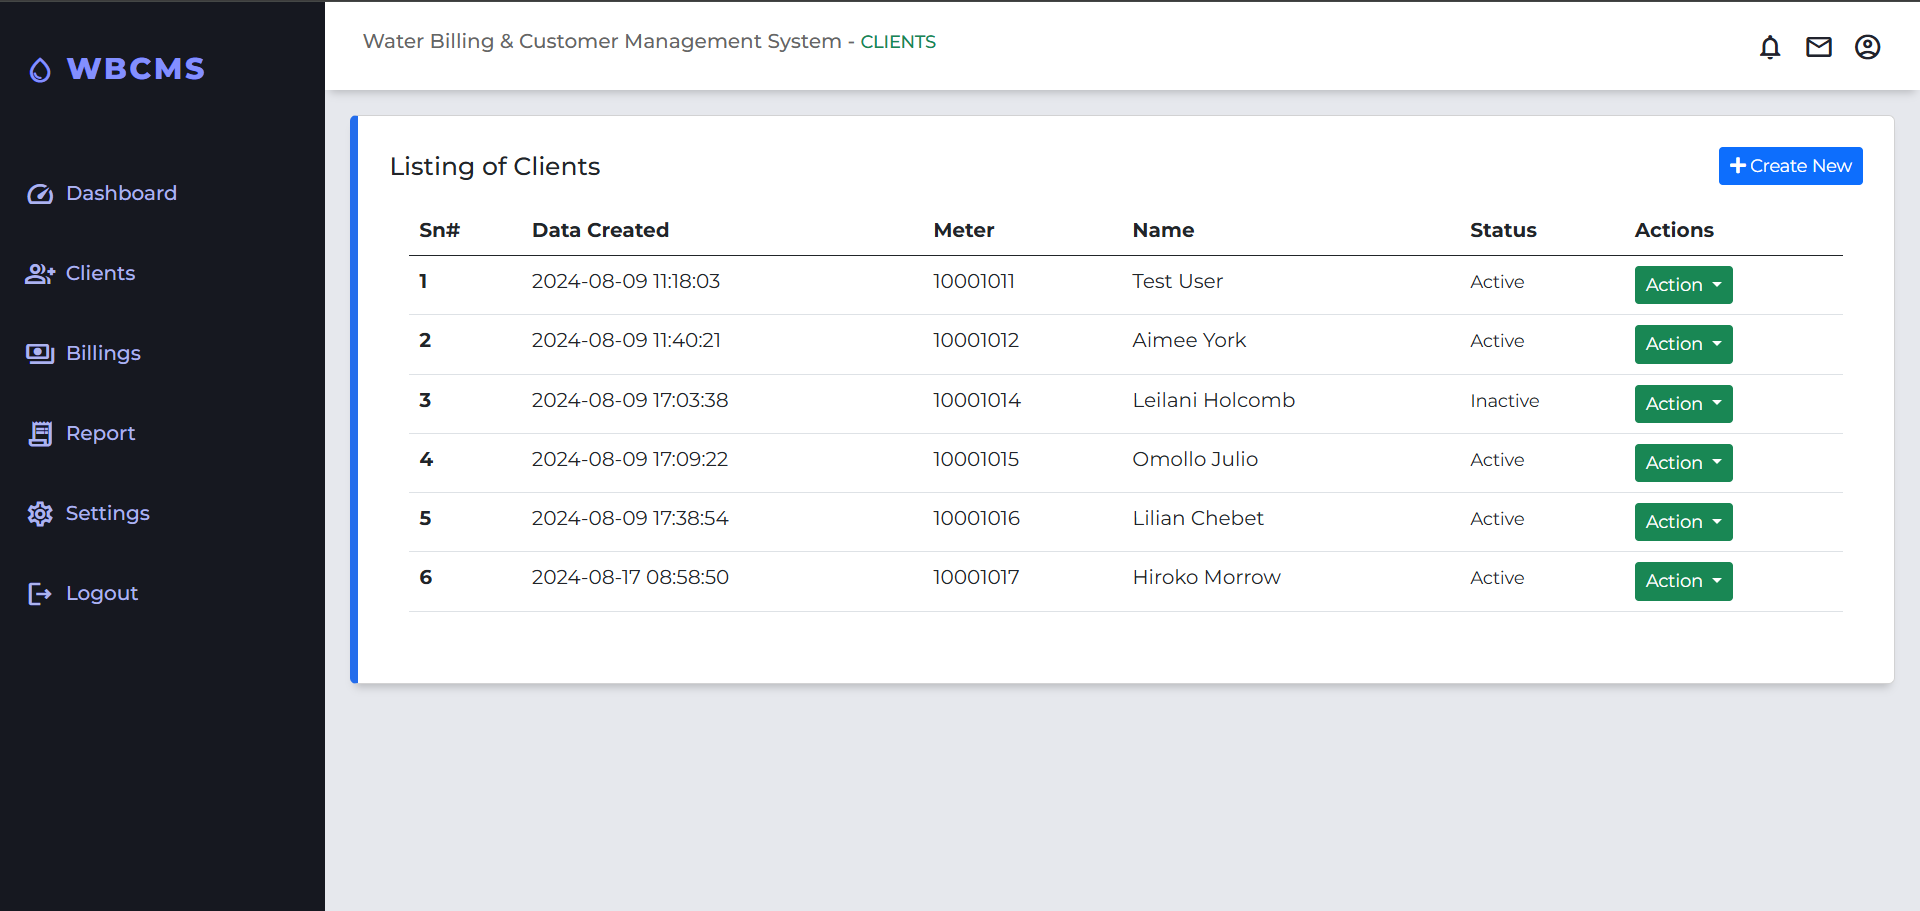 WBCMS
Dashboard
Clients
Billings
Report
Settings
Logout
Water Billing & Customer Management System - CLIENTS
Listing of Clients
Create New
Sn# Data Created Meter Name Status Actions
1 2024-08-09 11:18:03 10001011 Test User Active Action
2 2024-08-09 11:40:21 10001012 Aimee York Active Action
3 2024-08-09 17:03:38 10001014 Leilani Holcomb Inactive Action
4 2024-08-09 17:09:22 10001015 Omollo Julio Active Action
5 2024-08-09 17:38:54 10001016 Lilian Chebet Active Action
6 2024-08-17 08:58:50 10001017 Hiroko Morrow Active Action